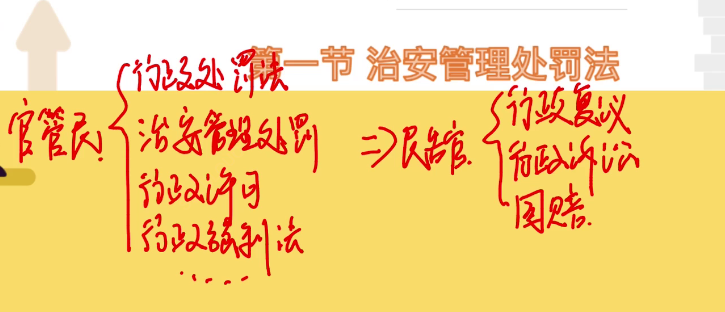 第一节 治安管理处罚法
官管民
行政处罚法
治安管理处罚
行政许可
行政强制法
......
⇒民告官
行政复议
行政诉讼
国赔